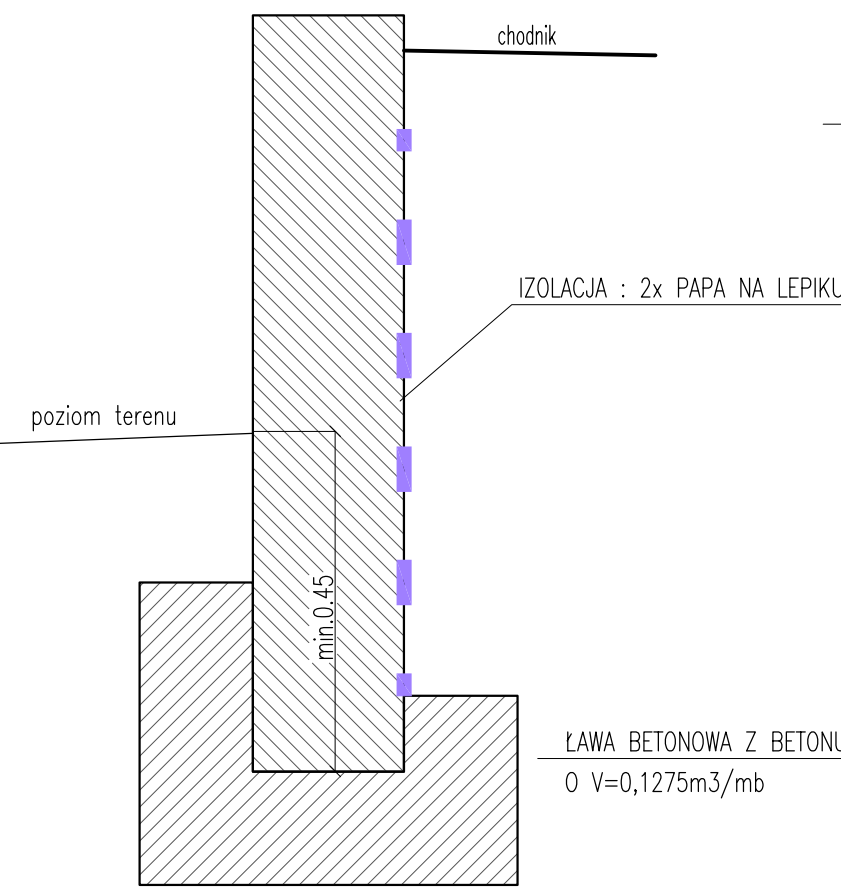 chodnik
IZOLACJA : 2x PAPA NA LEPIKU
poziom terenu
min.0.45
ŁAWA BETONOWA Z BETONU
O V=0,1275m3/mb